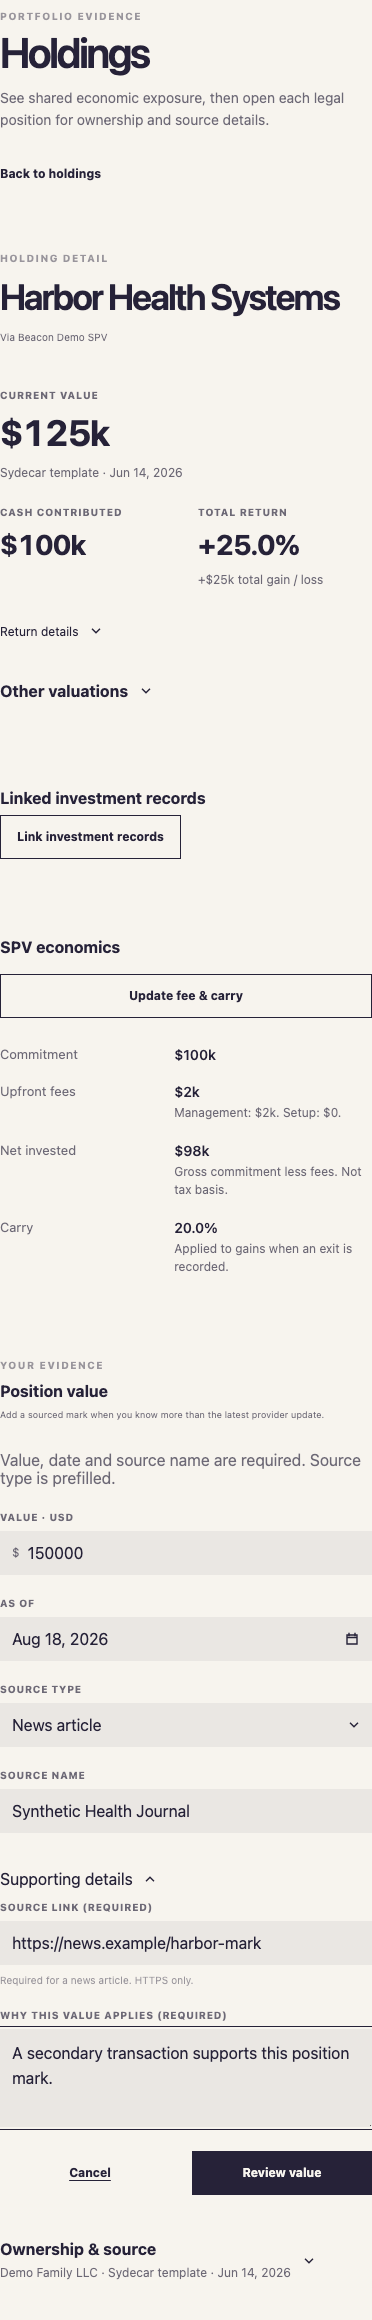 PORTFOLIO EVIDENCE
Holdings
See shared economic exposure, then open each legal
position for ownership and source details.
Back to holdings
HOLDING DETAIL
Harbor Health Systems
Via Beacon Demo SPV
CURRENT VALUE
$125k
Sydecar template · Jun 14, 2026
CASH CONTRIBUTED
$100k
TOTAL RETURN
+25.0%
+$25k total gain / loss
Return details
Other valuations
Linked investment records
Link investment records
SPV economics
Update fee & carry
Commitment
$100k
Upfront fees
$2k
Management: $2k. Setup: $0.
Net invested
$98k
Gross commitment less fees. Not
tax basis.
Carry
20.0%
Applied to gains when an exit is
recorded.
YOUR EVIDENCE
Position value
Add a sourced mark when you know more than the latest provider update.
Value, date and source name are required. Source
type is prefilled.
VALUE · USD
$ 150000
AS OF
Aug 18, 2026
SOURCE TYPE
News article
SOURCE NAME
Synthetic Health Journal
Supporting details
SOURCE LINK (REQUIRED)
https://news.example/harbor-mark
Required for a news article. HTTPS only.
WHY THIS VALUE APPLIES (REQUIRED)
A secondary transaction supports this position
mark.
Cancel
Review value
Ownership & source
Demo Family LLC · Sydecar template · Jun 14, 2026